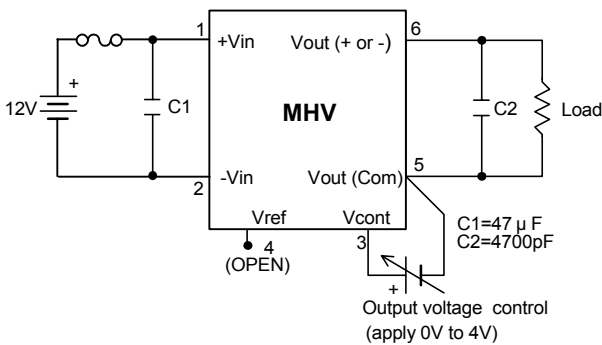 1
+Vin
Vout (+ or -)
6
+
12V
C1
MHV
C2
Load
2
-Vin
Vout (Com)
5
Vref
Vcont
4
(OPEN)
3
C1=47 μ F
C2=4700pF
+
Output voltage control
(apply 0V to 4V)